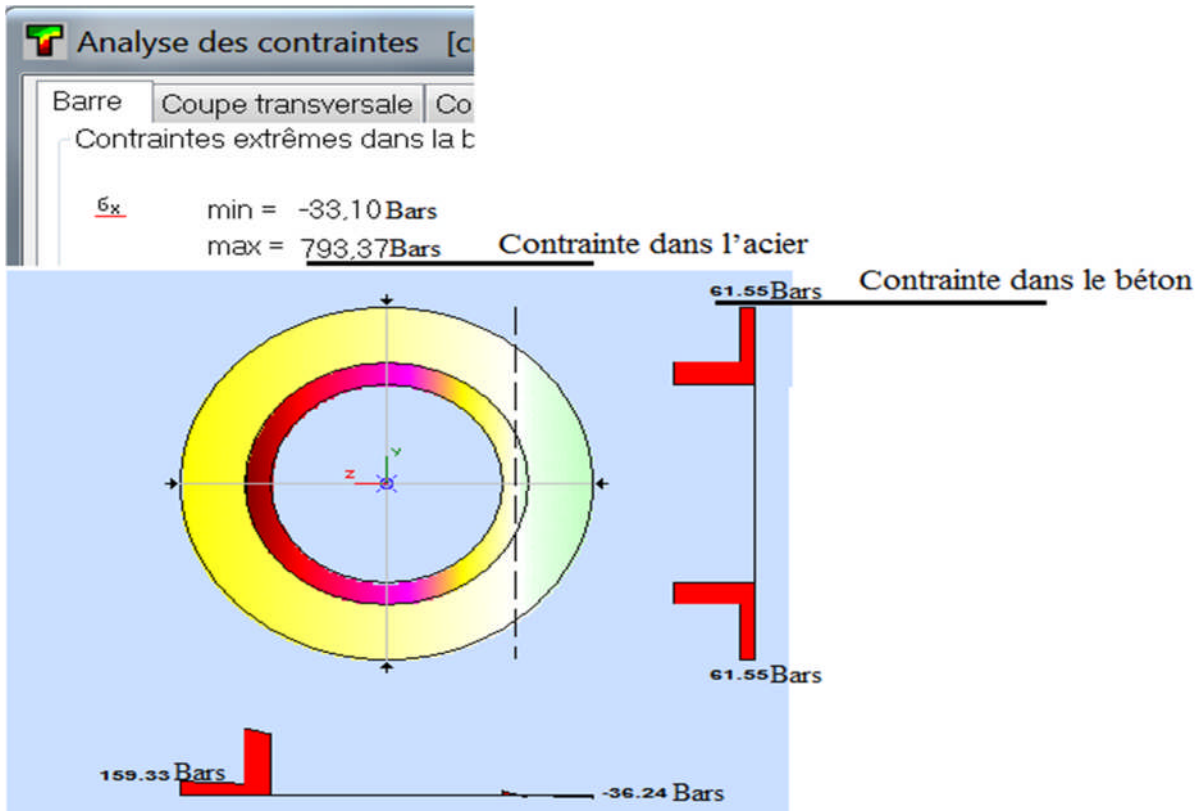 Analyse des contraintes [c
Barre Coupe transversale Co
Contraintes extrêmes dans la b
σx min = -33,10 Bars
max = 793,37Bars Contrainte dans l'acier
61.55Bars Contrainte dans le béton
Y
Z
61.55Bars
159.33 Bars
-36.24 Bars